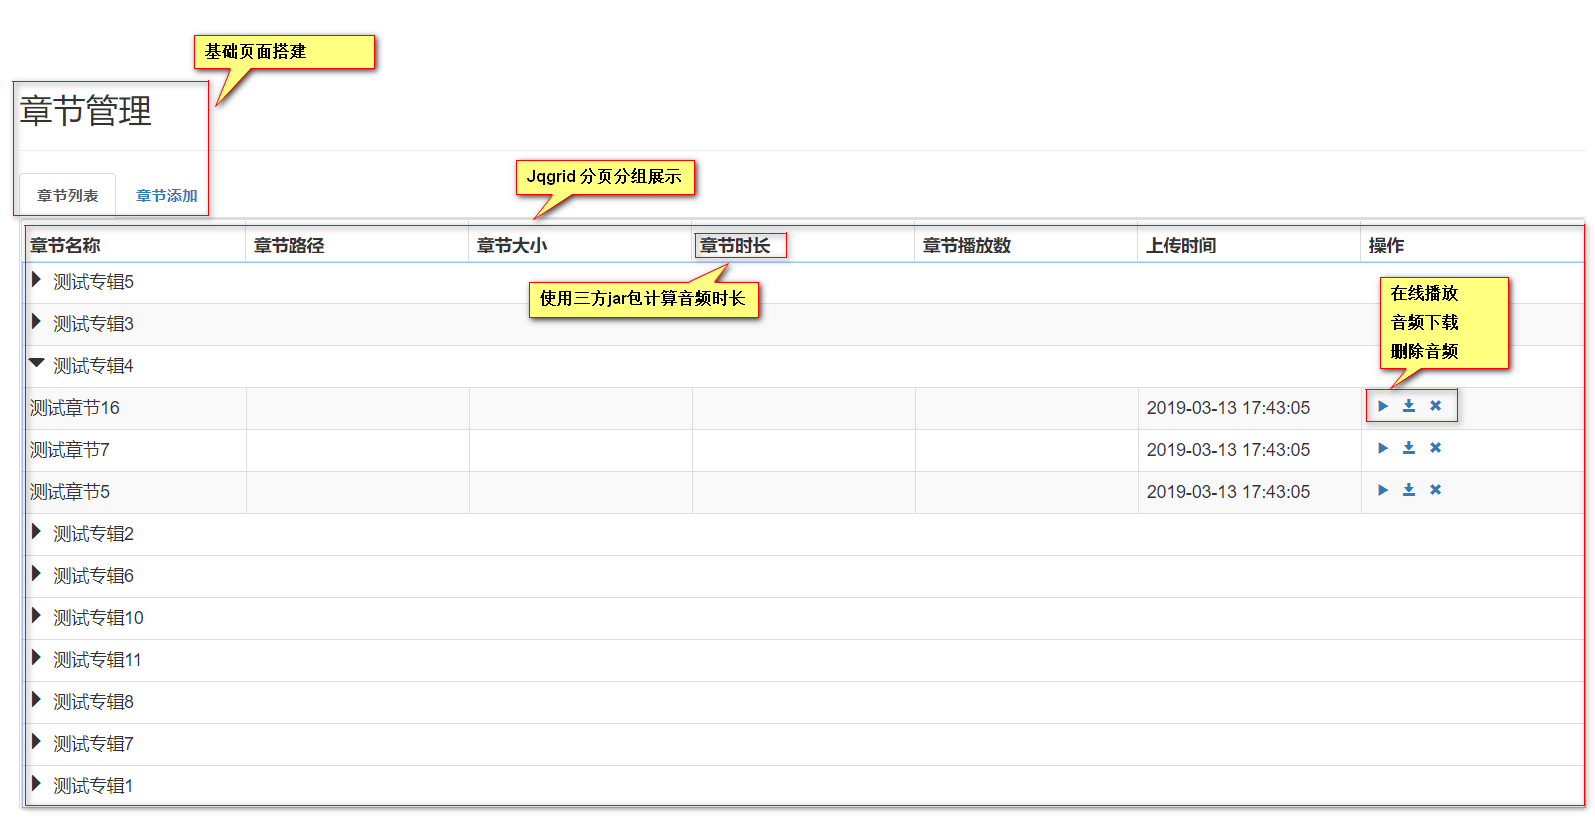 基础页面搭建
章节管理
Jqgrid 分页分组展示
章节列表 章节添加
章节名称 章节路径 章节大小 章节时长 章节播放数 上传时间 操作
测试专辑5
使用三方jar包计算音频时长
在线播放
音频下载
删除音频
测试专辑3
测试专辑4
测试章节16 2019-03-13 17:43:05
测试章节7 2019-03-13 17:43:05
测试章节5 2019-03-13 17:43:05
测试专辑2
测试专辑6
测试专辑10
测试专辑11
测试专辑8
测试专辑7
测试专辑1